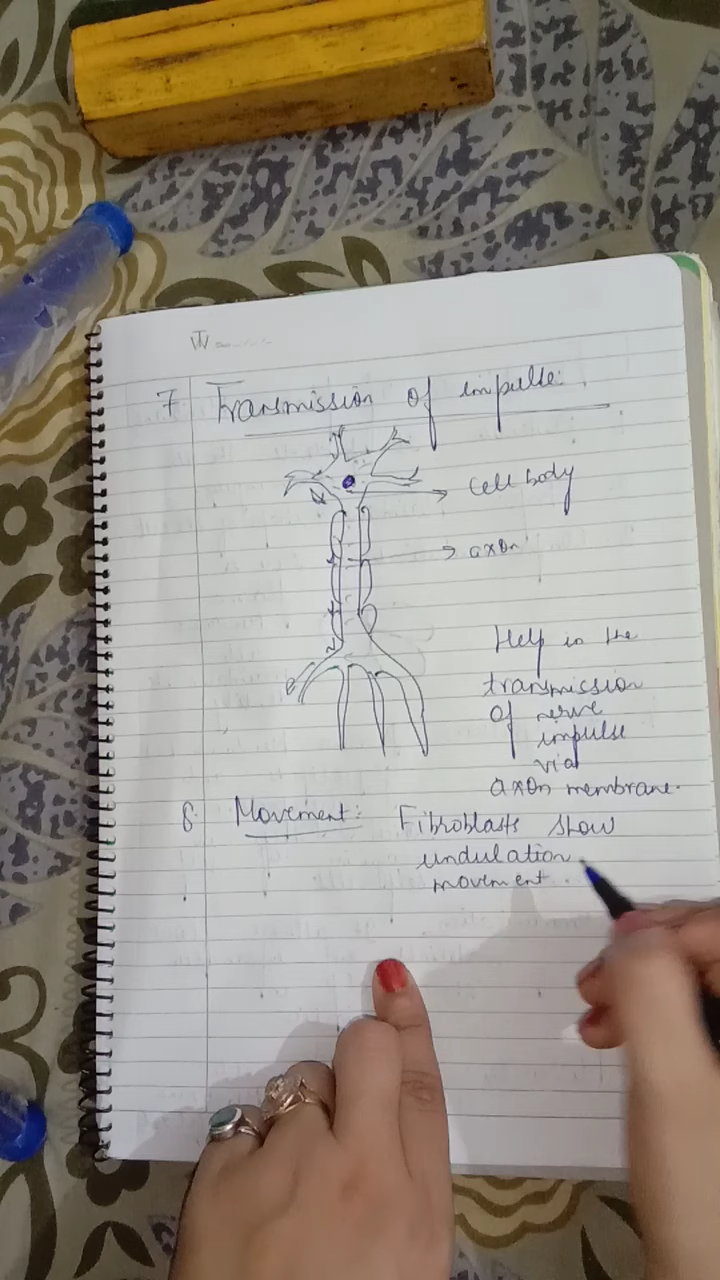 7 Transmission of impulse:
Cell body
axon
Help in the
transmission
of nerve
impulse
via
axon membrane.
8. Movement: Fibroblasts show
undulation
movement.